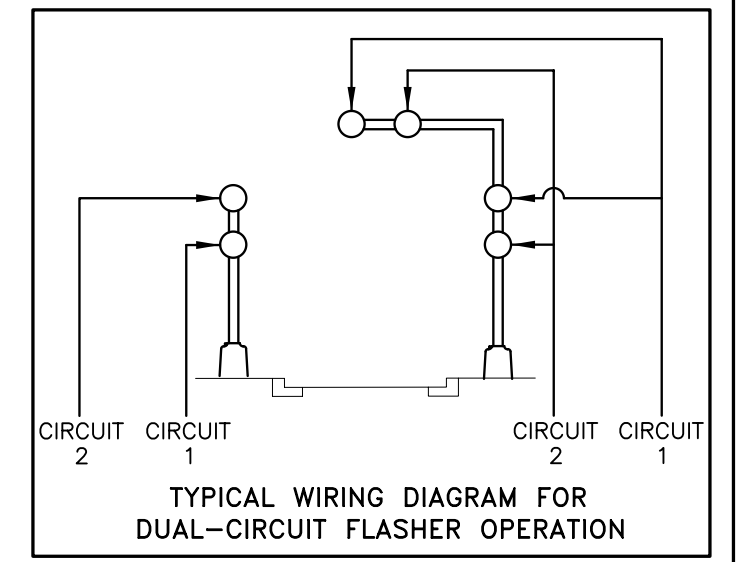 CIRCUIT
2
CIRCUIT
1
CIRCUIT
2
CIRCUIT
1
TYPICAL WIRING DIAGRAM FOR
DUAL-CIRCUIT FLASHER OPERATION